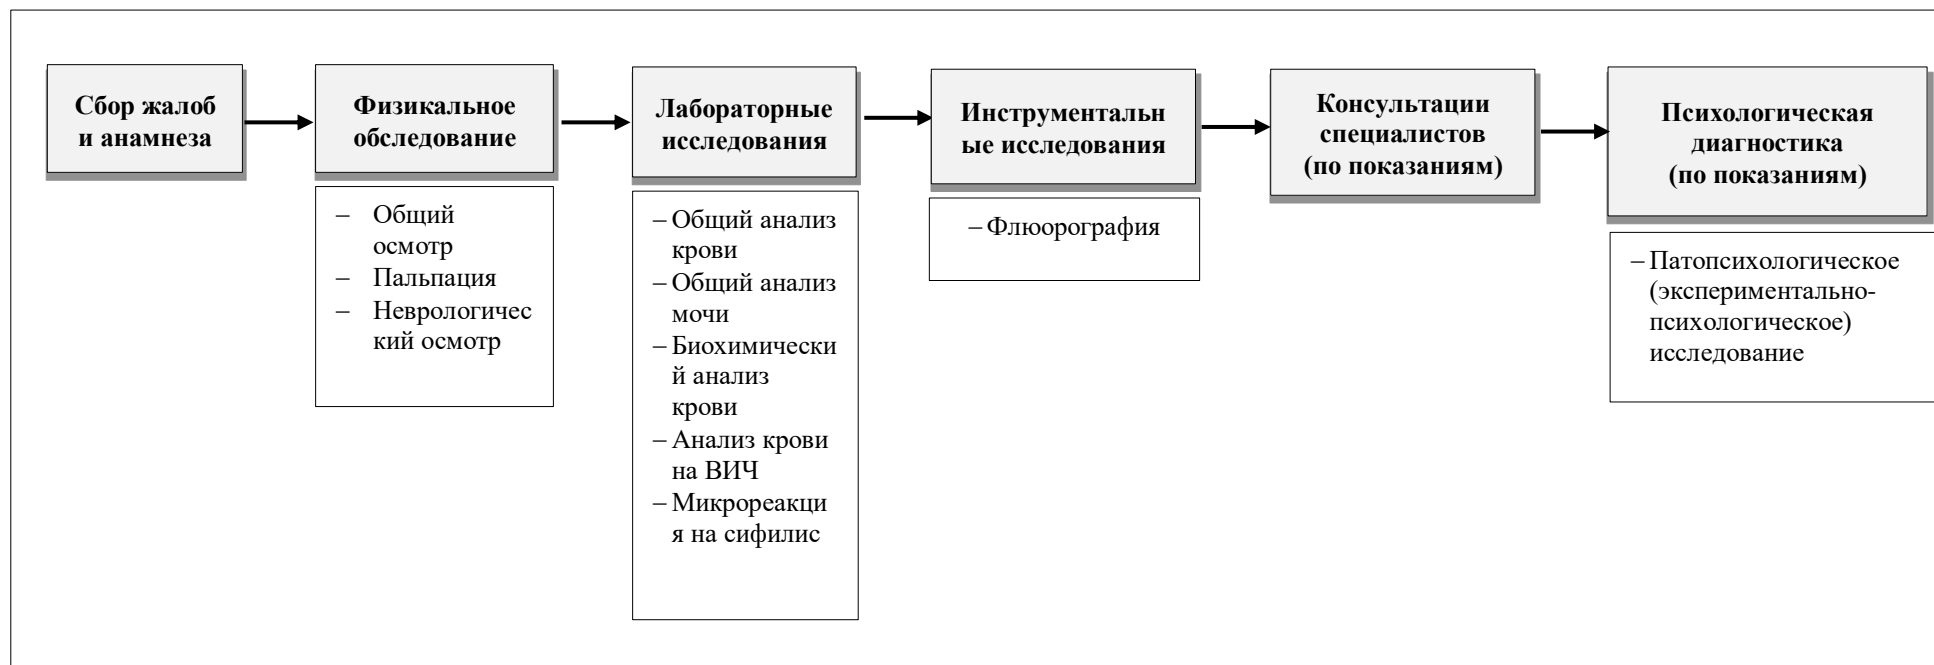 Сбор жалоб
и анамнеза
Физикальное
обследование
– Общий
осмотр
– Пальпация
– Неврологичес
кий осмотр
Лабораторные
исследования
– Общий анализ
крови
– Общий анализ
мочи
– Биохимически
й анализ
крови
– Анализ крови
на ВИЧ
– Микрореакци
я на сифилис
Инструментальн
ые исследования
– Флюорография
Консультации
специалистов
(по показаниям)
Психологическая
диагностика
(по показаниям)
– Патопсихологическое
(экспериментально-
психологическое)
исследование